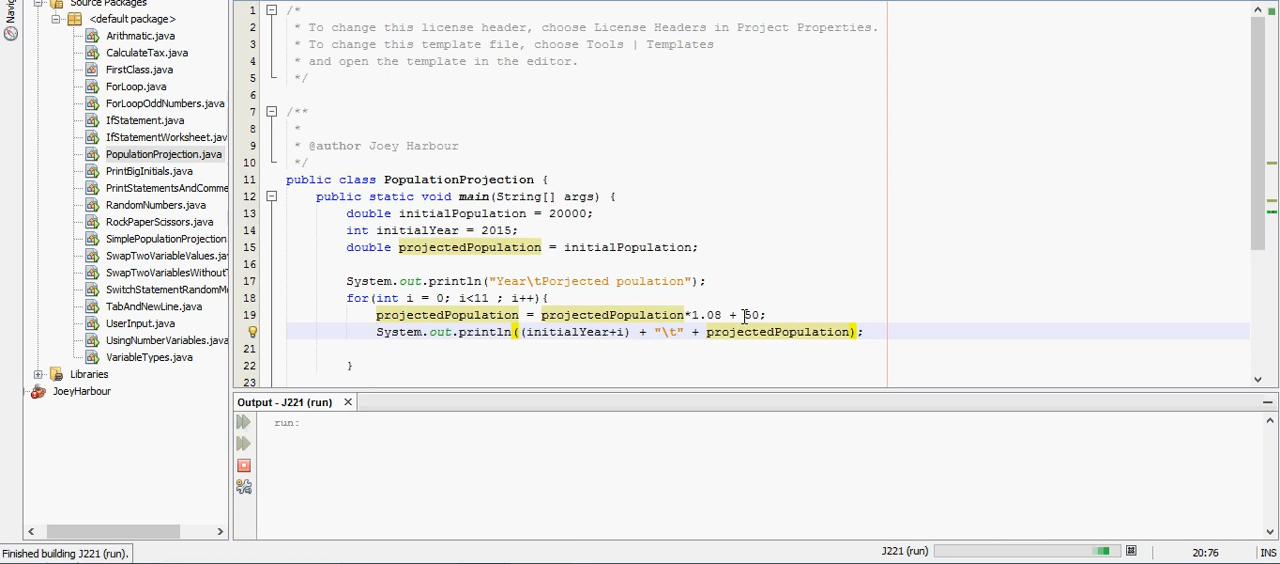 Navig
Source Packages
<default package>
Arithmatic.java
CalculateTax.java
FirstClass.java
ForLoop.java
ForLoopOddNumbers.java
IfStatement.java
IfStatementWorksheet.jav
PopulationProjection.java
PrintBigInitials.java
PrintStatementsAndComme
RandomNumbers.java
RockPaperScissors.java
SimplePopulationProjection
SwapTwoVariableValues.jav
SwapTwoVariablesWithout
SwitchStatementRandomM
TabAndNewLine.java
UserInput.java
UsingNumberVariables.jav
VariableTypes.java
Libraries
JoeyHarbour
1 /*
2 * To change this license header, choose License Headers in Project Properties.
3 * To change this template file, choose Tools | Templates
4 * and open the template in the editor.
5 */
6
7 /**
8 *
9 * @author Joey Harbour
10 */
11 public class PopulationProjection {
12 public static void main(String[] args) {
13 double initialPopulation = 20000;
14 int initialYear = 2015;
15 double projectedPopulation = initialPopulation;
16
17 System.out.println("Year\tPorjected poulation");
18 for(int i = 0; i<11 ; i++){
19 projectedPopulation = projectedPopulation*1.08 + 50;
System.out.println((initialYear+i) + "\t" + projectedPopulation);
21
22 }
23
Output - J221 (run) ×
run:
Finished building J221 (run).
J221 (run)
20:76
INS